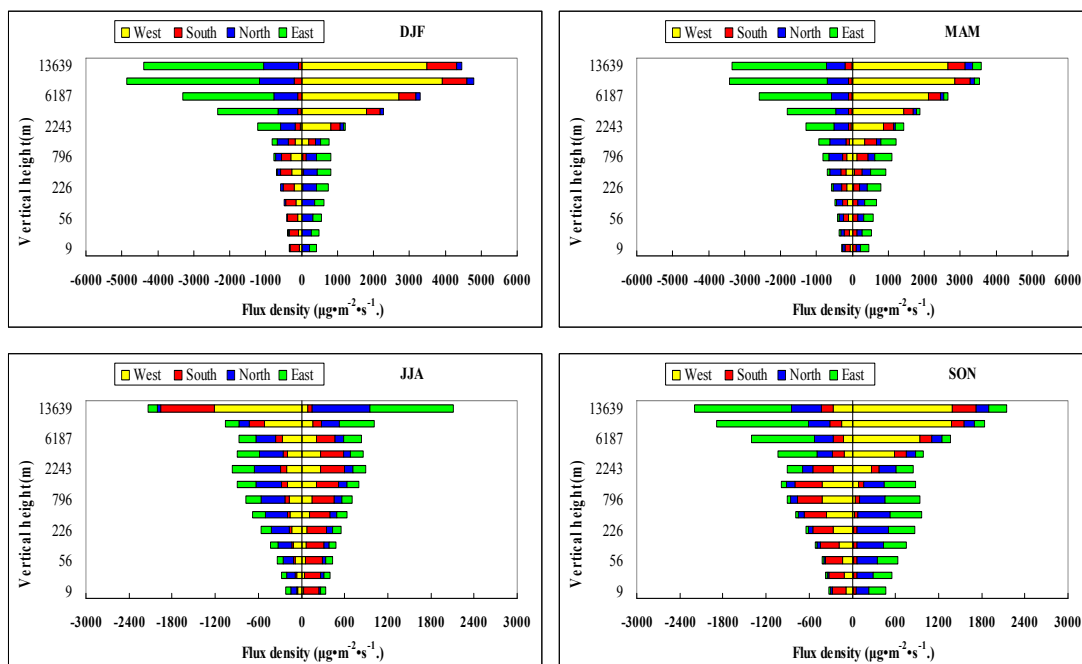 West South North East DJF
Vertical height(m)
13639
6187
2243
796
226
56
9
-6000 -5000 -4000 -3000 -2000 -1000 0 1000 2000 3000 4000 5000 6000
Flux density (µg•m⁻²•s⁻¹.)
West South North East MAM
Vertical height(m)
13639
6187
2243
796
226
56
9
-6000 -5000 -4000 -3000 -2000 -1000 0 1000 2000 3000 4000 5000 6000
Flux density (µg•m⁻²•s⁻¹.)
West South North East JJA
Vertical height(m)
13639
6187
2243
796
226
56
9
-3000 -2400 -1800 -1200 -600 0 600 1200 1800 2400 3000
Flux density (µg•m⁻²•s⁻¹.)
West South North East SON
Vertical height(m)
13639
6187
2243
796
226
56
9
-3000 -2400 -1800 -1200 -600 0 600 1200 1800 2400 3000
Flux density (µg•m⁻²•s⁻¹.)